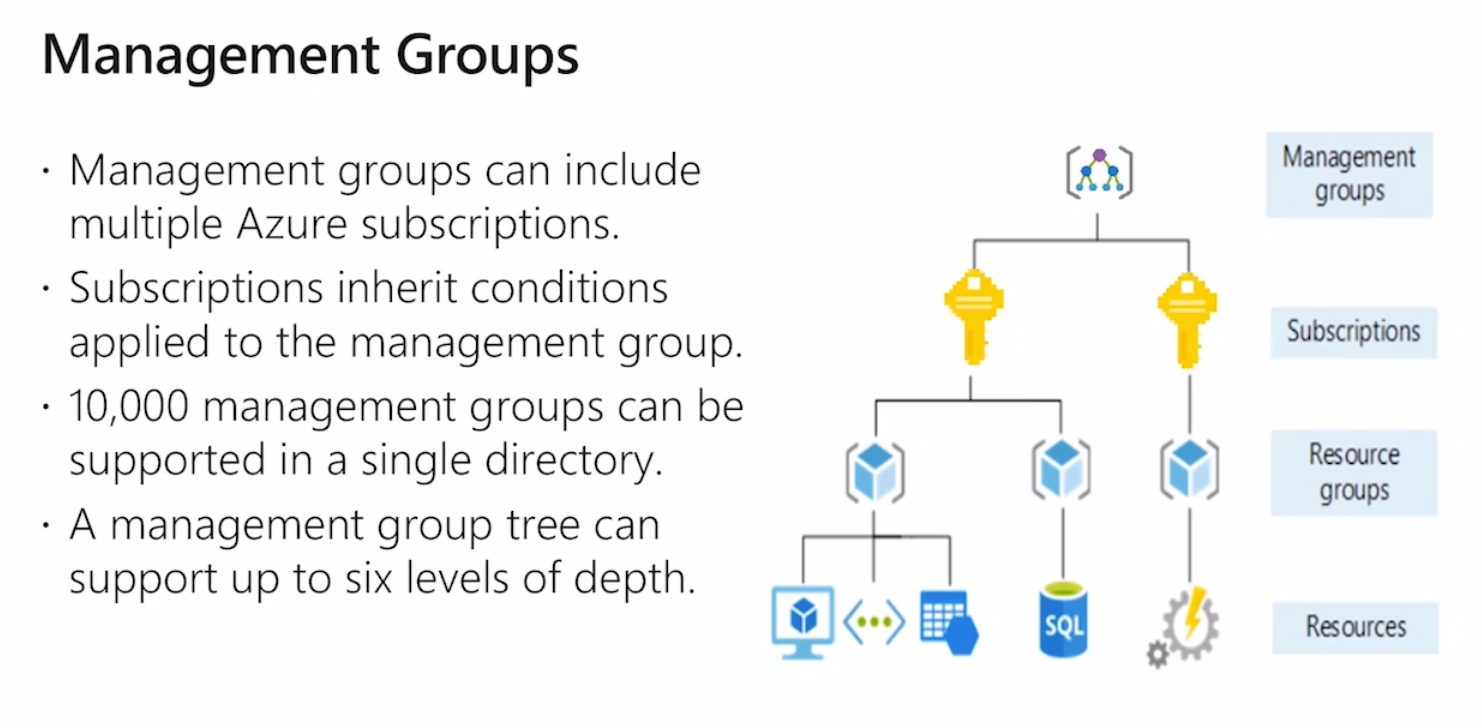 Management Groups
· Management groups can include
multiple Azure subscriptions.
· Subscriptions inherit conditions
applied to the management group.
· 10,000 management groups can be
supported in a single directory.
· A management group tree can
support up to six levels of depth.
Management
groups
Subscriptions
Resource
groups
SQL
Resources